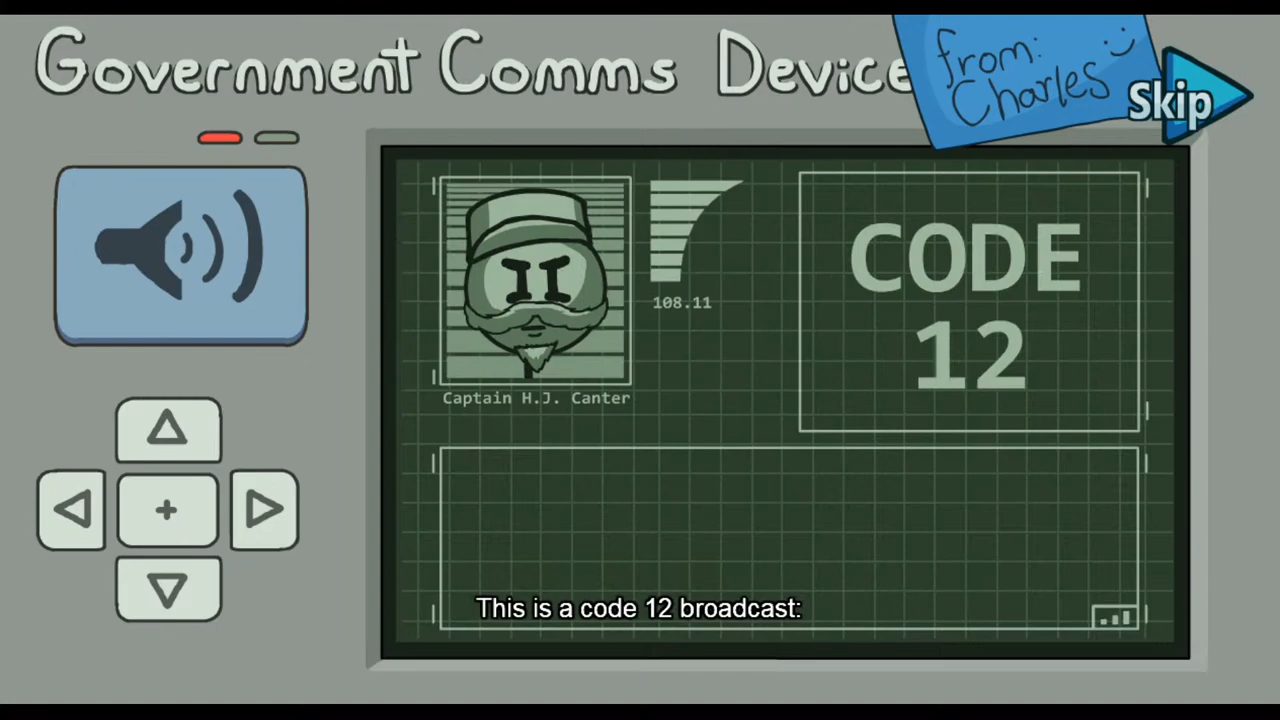 Government Comms Device
from:
Charles
Skip
108.11
Captain H.J. Canter
CODE
12
This is a code 12 broadcast: